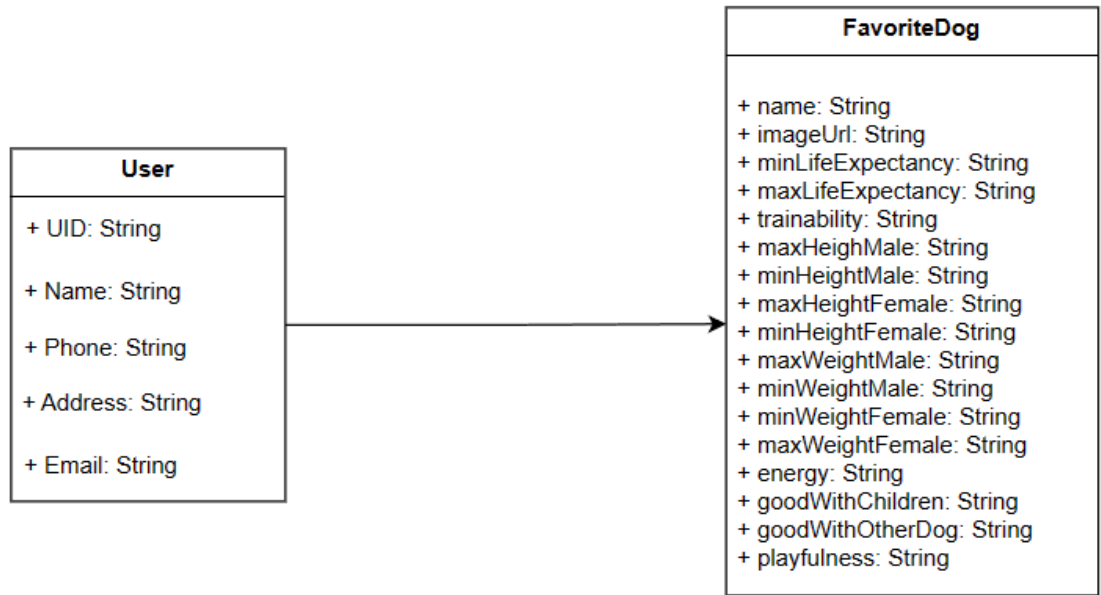 User
+ UID: String
+ Name: String
+ Phone: String
+ Address: String
+ Email: String
FavoriteDog
+ name: String
+ imageUrl: String
+ minLifeExpectancy: String
+ maxLifeExpectancy: String
+ trainability: String
+ maxHeighMale: String
+ minHeightMale: String
+ maxHeightFemale: String
+ minHeightFemale: String
+ maxWeightMale: String
+ minWeightMale: String
+ minWeightFemale: String
+ maxWeightFemale: String
+ energy: String
+ goodWithChildren: String
+ goodWithOtherDog: String
+ playfulness: String